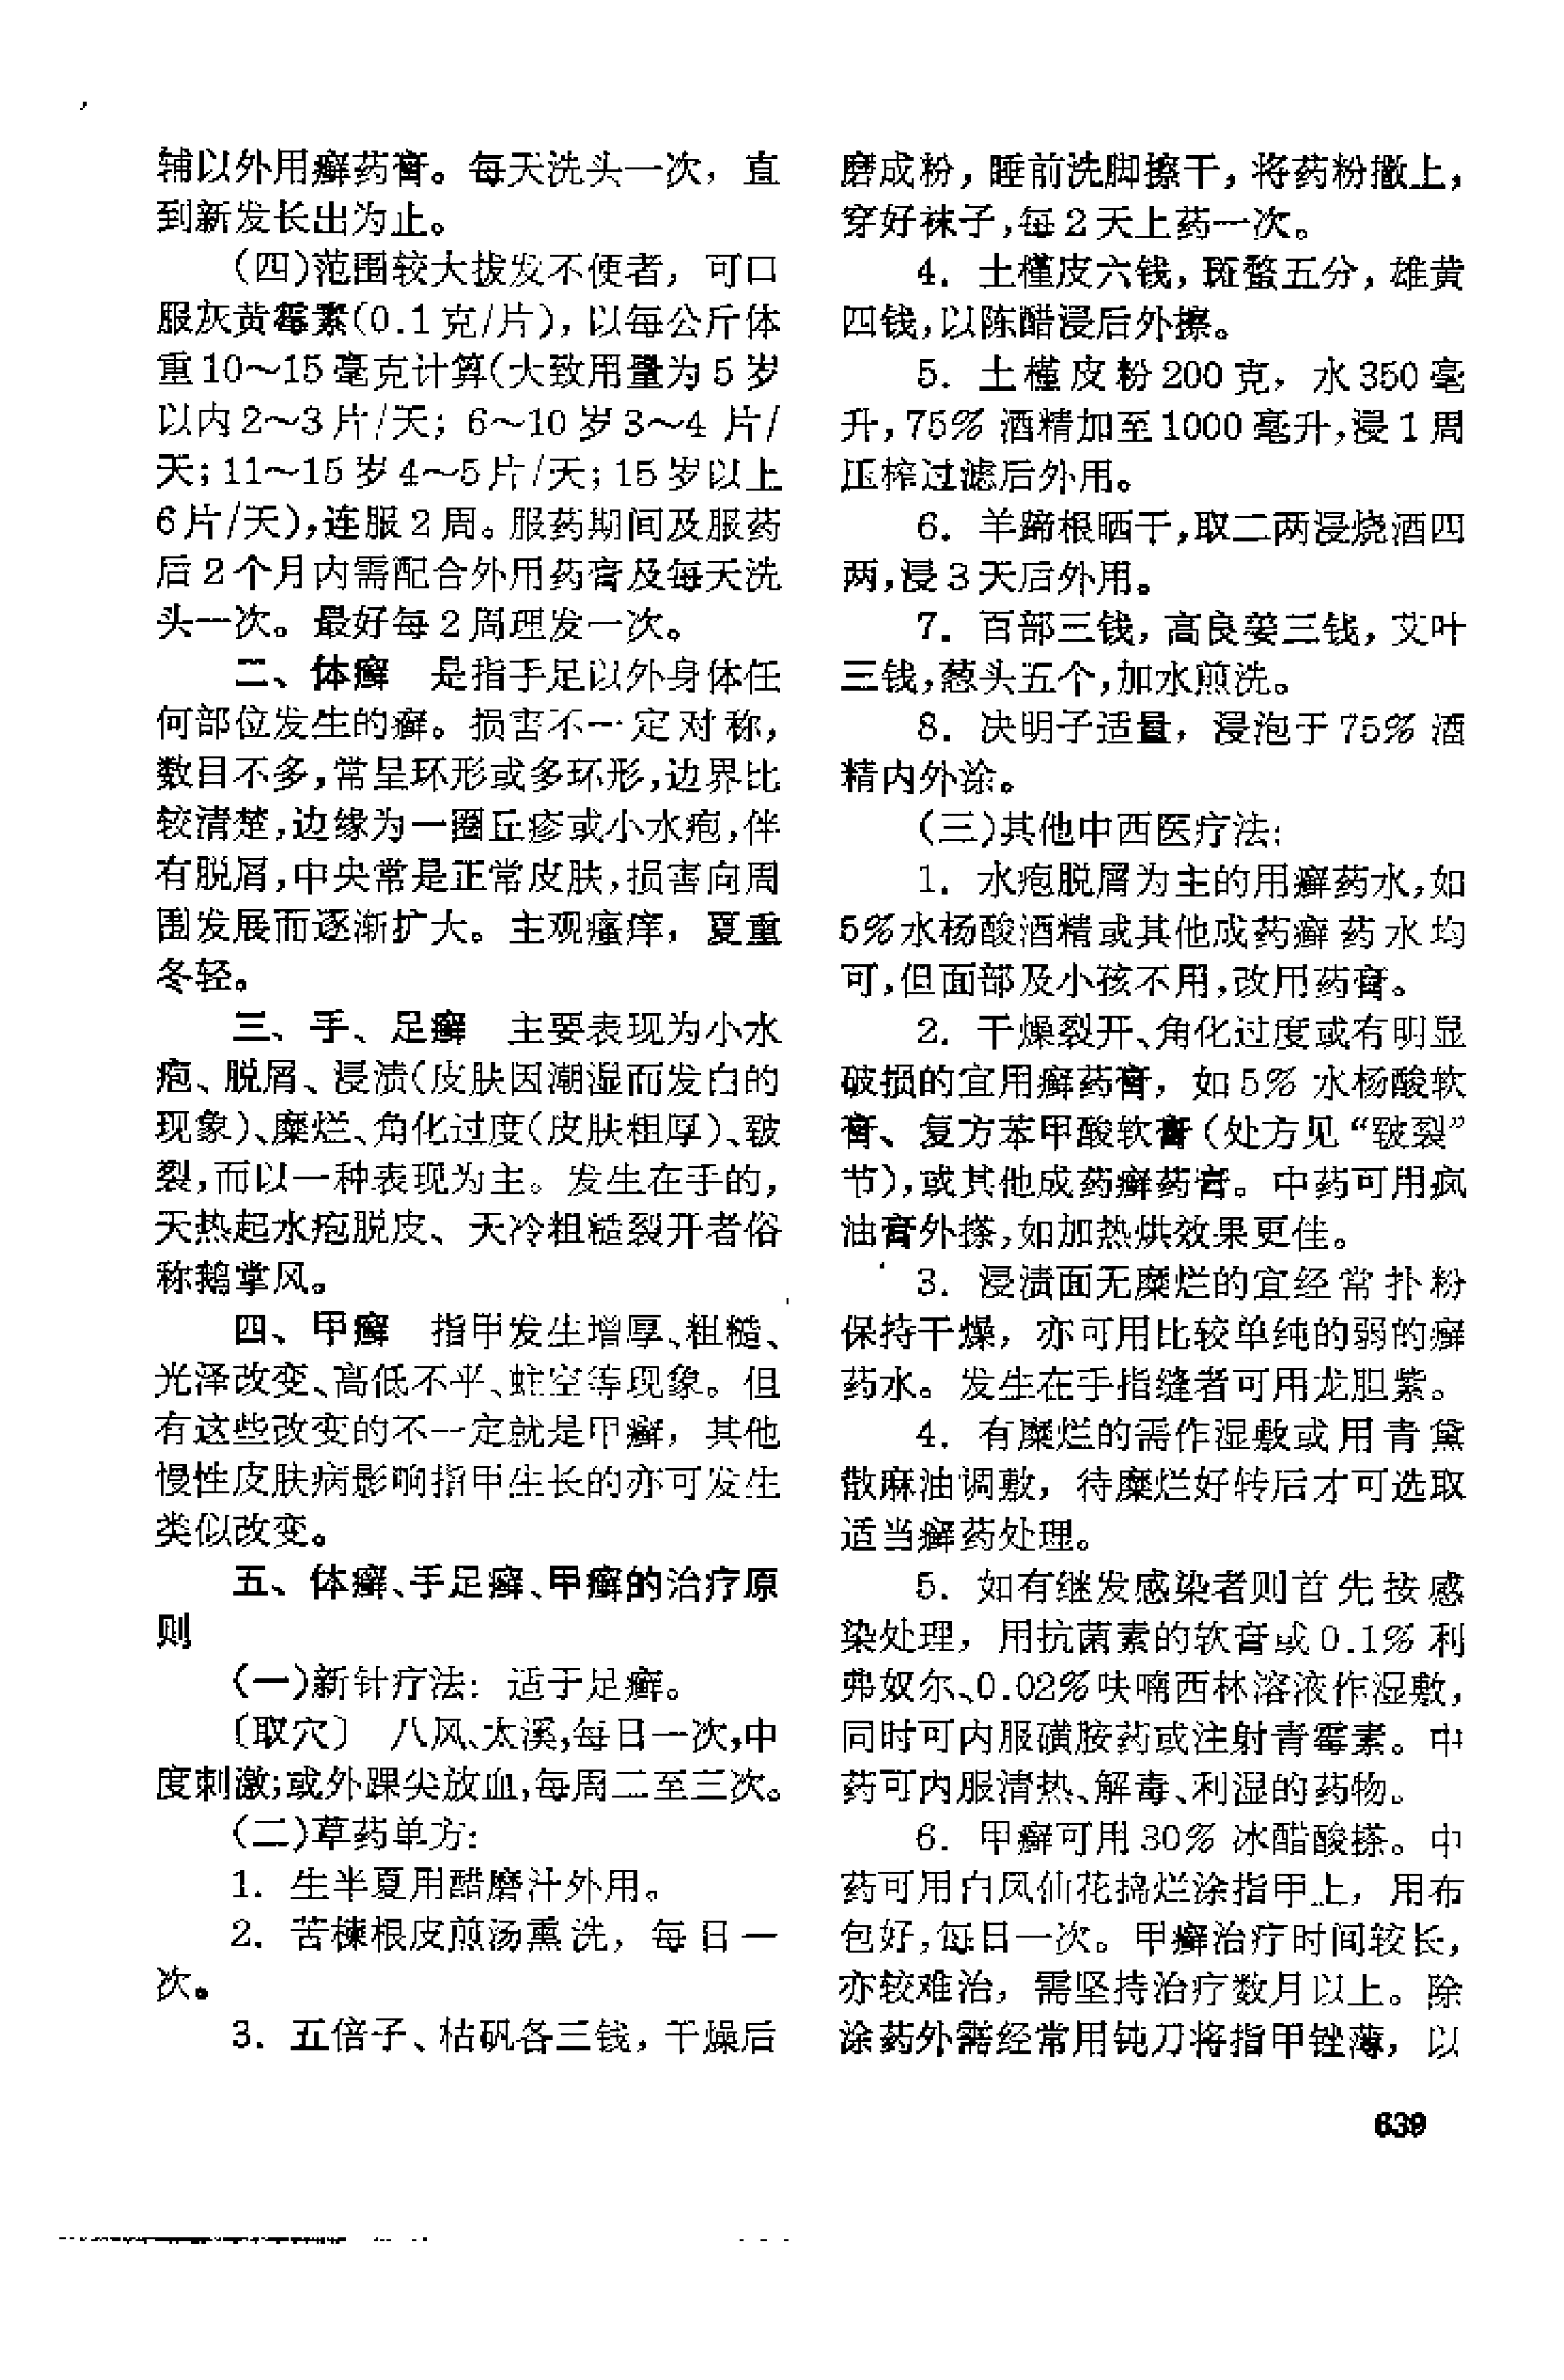 辅以外用癣药膏。每天洗头一次，直
到新发长出为止。
（四）范围较大拔发不便者，可口
服灰黄霉素（0.1克/片），以每公斤体
重10～15毫克计算（大致用量为5岁
以内2～3片/天；6～10岁3～4片/
天；11～15岁4～5片/天；15岁以上
6片/天），连服2周。服药期间及服药
后2个月内需配合外用药膏及每天洗
头一次。最好每2周理发一次。
二、体癣　是指手足以外身体任
何部位发生的癣。损害不一定对称，
数目不多，常呈环形或多环形，边界比
较清楚，边缘为一圈丘疹或小水疱，伴
有脱屑，中央常是正常皮肤，损害向周
围发展而逐渐扩大。主观瘙痒，夏重
冬轻。
三、手、足癣　主要表现为小水
疱、脱屑、浸渍（皮肤因潮湿而发白的
现象）、糜烂、角化过度（皮肤粗厚）、皲
裂，而以一种表现为主。发生在手的，
天热起水疱脱皮、天冷粗糙裂开者俗
称鹅掌风。
四、甲癣　指甲发生增厚、粗糙、
光泽改变、高低不平、蛀空等现象。但
有这些改变的不一定就是甲癣，其他
慢性皮肤病影响指甲生长的亦可发生
类似改变。
五、体癣、手足癣、甲癣的治疗原
则
（一）新针疗法：适于足癣。
〔取穴〕　八风、太溪，每日一次，中
度刺激；或外踝尖放血，每周二至三次。
（二）草药单方：
1．生半夏用醋磨汁外用。
2．苦楝根皮煎汤熏洗，每日一
次。
3．五倍子、枯矾各三钱，干燥后
磨成粉，睡前洗脚擦干，将药粉撒上，
穿好袜子，每2天上药一次。
4．土槿皮六钱，斑蝥五分，雄黄
四钱，以陈醋浸后外擦。
5．土槿皮粉200克，水350毫
升，75%酒精加至1000毫升，浸1周
压榨过滤后外用。
6．羊蹄根晒干，取二两浸烧酒四
两，浸3天后外用。
7．百部三钱，高良姜三钱，艾叶
三钱，葱头五个，加水煎洗。
8．决明子适量，浸泡于75%酒
精内外涂。
（三）其他中西医疗法：
1．水疱脱屑为主的用癣药水，如
5%水杨酸酒精或其他成药癣药水均
可，但面部及小孩不用，改用药膏。
2．干燥裂开、角化过度或有明显
破损的宜用癣药膏，如5%水杨酸软
膏、复方苯甲酸软膏（处方见“皲裂”
节），或其他成药癣药膏。中药可用疯
油膏外搽，如加热烘效果更佳。
3．浸渍面无糜烂的宜经常扑粉
保持干燥，亦可用比较单纯的弱的癣
药水。发生在手指缝者可用龙胆紫。
4．有糜烂的需作湿敷或用青黛
散麻油调敷，待糜烂好转后才可选取
适当癣药处理。
5．如有继发感染者则首先按感
染处理，用抗菌素的软膏或0.1%利
弗奴尔、0.02%呋喃西林溶液作湿敷，
同时可内服磺胺药或注射青霉素。中
药可内服清热、解毒、利湿的药物。
6．甲癣可用30%冰醋酸搽。中
药可用白凤仙花捣烂涂指甲上，用布
包好，每日一次。甲癣治疗时间较长，
亦较难治，需坚持治疗数月以上。除
涂药外需经常用钝刀将指甲锉薄，以
639